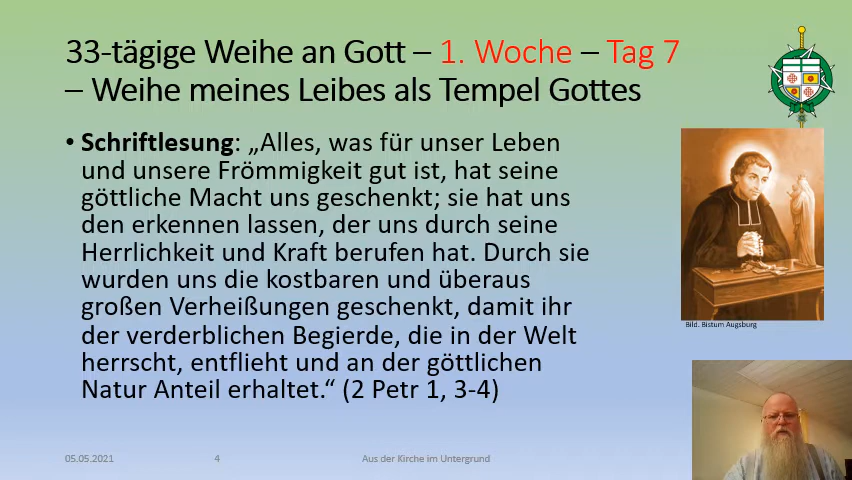 33-tägige Weihe an Gott – 1. Woche – Tag 7
– Weihe meines Leibes als Tempel Gottes
• Schriftlesung: „Alles, was für unser Leben
und unsere Frömmigkeit gut ist, hat seine
göttliche Macht uns geschenkt; sie hat uns
den erkennen lassen, der uns durch seine
Herrlichkeit und Kraft berufen hat. Durch sie
wurden uns die kostbaren und überaus
großen Verheißungen geschenkt, damit ihr
der verderblichen Begierde, die in der Welt
herrscht, entflieht und an der göttlichen
Natur Anteil erhaltet.“ (2 Petr 1, 3-4)
Bild. Bistum Augsburg
05.05.2021
4
Aus der Kirche im Untergrund